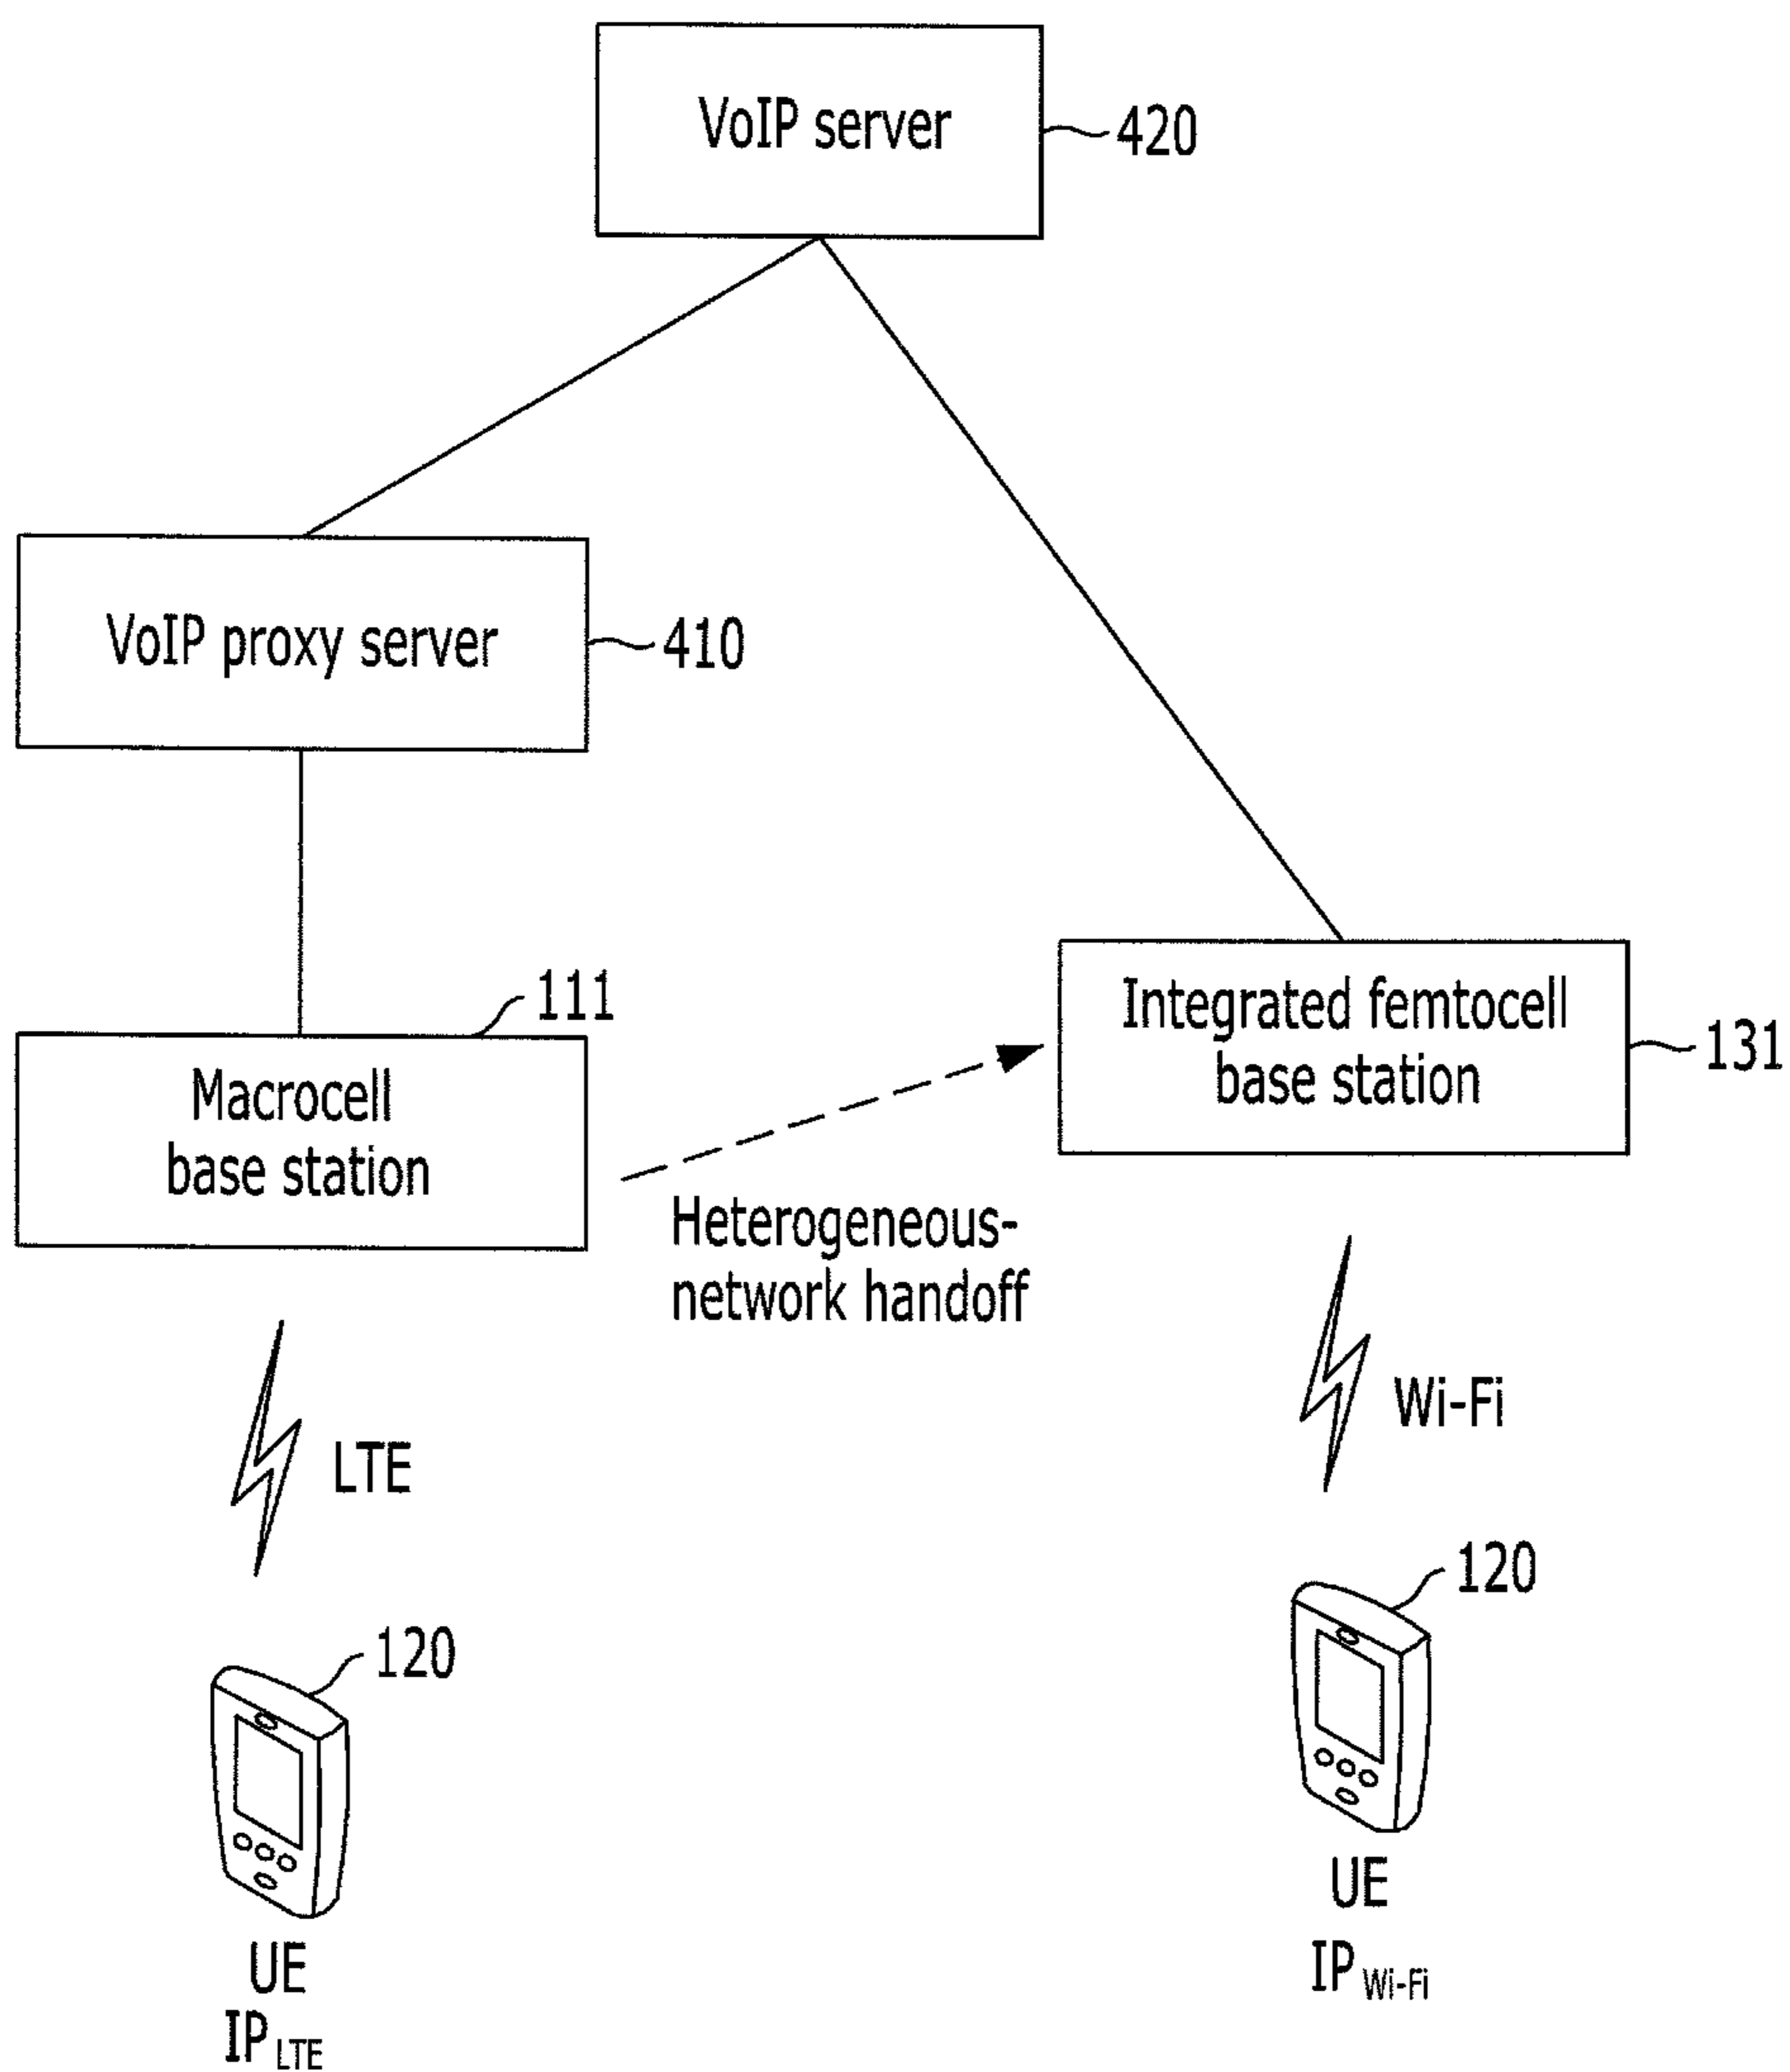 VoIP server
420
VoIP proxy server
410
111
Macrocell
base station
Integrated femtocell
base station
131
Heterogeneous-
network handoff
LTE
Wi-Fi
120
120
UE
IP LTE
UE
IP Wi-Fi